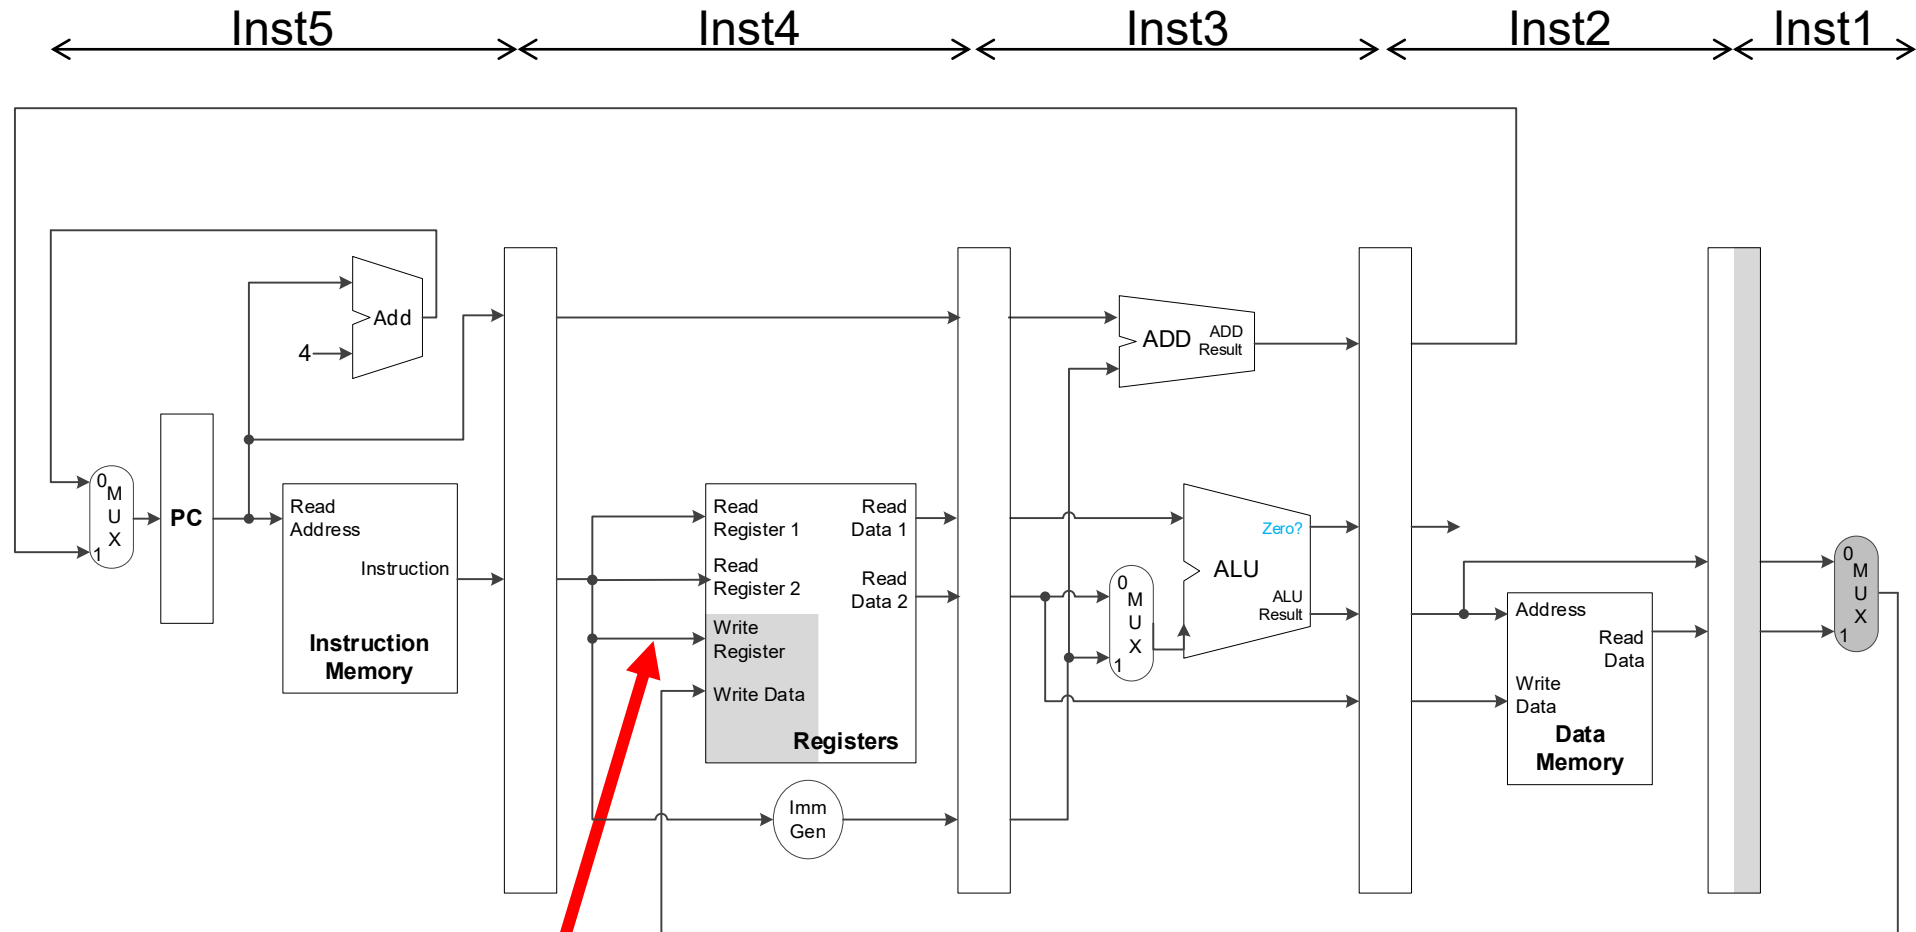 Inst5
Inst4
Inst3
Inst2
Inst1
Add
4
0
M
U
X
1
PC
Read
Address
Instruction
Instruction
Memory
Read
Register 1
Read
Register 2
Write
Register
Write Data
Read
Data 1
Read
Data 2
Registers
Imm
Gen
ADD
ADD
Result
0
M
U
X
1
Zero?
ALU
ALU
Result
Address
Read
Data
Write
Data
Data
Memory
0
M
U
X
1